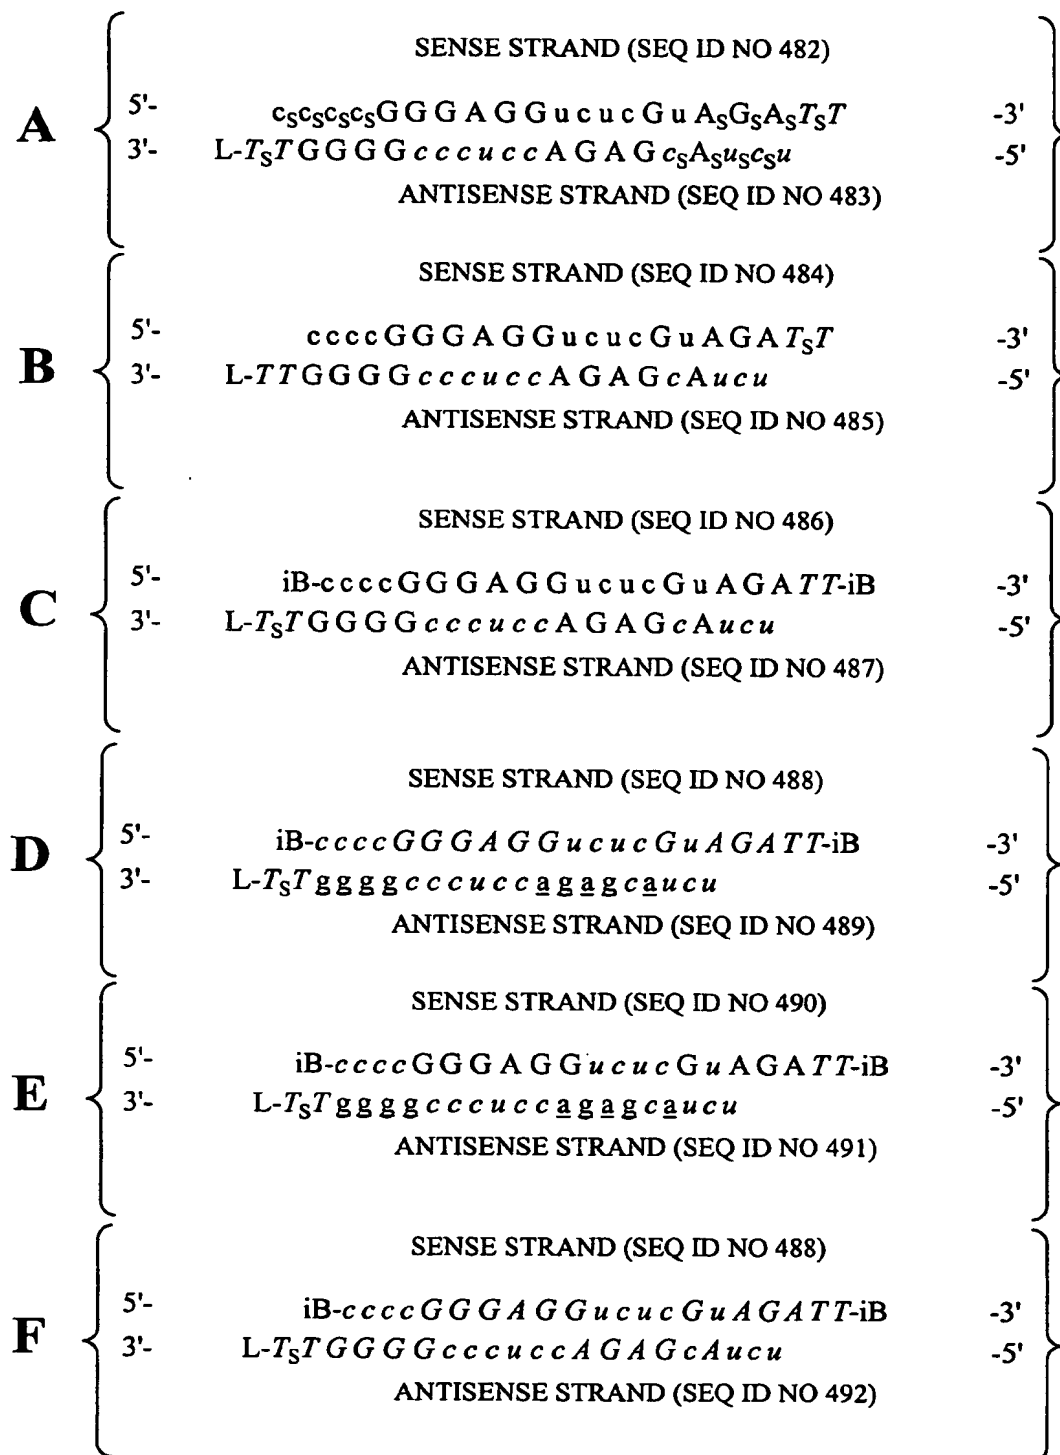 SENSE STRAND (SEQ ID NO 482)
A
5'- cScScScSGGGAGGucucGuASGSASTST -3'
3'- L-TSTGGGGcccuccAGAGcSASuScSu -5'
ANTISENSE STRAND (SEQ ID NO 483)
SENSE STRAND (SEQ ID NO 484)
B
5'- ccccGGGAGGucucGuAGATST -3'
3'- L-TTGGGGcccuccAGAGcAucu -5'
ANTISENSE STRAND (SEQ ID NO 485)
SENSE STRAND (SEQ ID NO 486)
C
5'- iB-ccccGGGAGGucucGuAGATT-iB -3'
3'- L-TSTGGGGcccuccAGAGcAucu -5'
ANTISENSE STRAND (SEQ ID NO 487)
SENSE STRAND (SEQ ID NO 488)
D
5'- iB-ccccGGGAGGucucGuAGATT-iB -3'
3'- L-TSTggggcccuccagagcaucu -5'
ANTISENSE STRAND (SEQ ID NO 489)
SENSE STRAND (SEQ ID NO 490)
E
5'- iB-ccccGGGAGGucucGuAGATT-iB -3'
3'- L-TSTggggcccuccagagcaucu -5'
ANTISENSE STRAND (SEQ ID NO 491)
SENSE STRAND (SEQ ID NO 488)
F
5'- iB-ccccGGGAGGucucGuAGATT-iB -3'
3'- L-TSTGGGGcccuccAGAGcAucu -5'
ANTISENSE STRAND (SEQ ID NO 492)